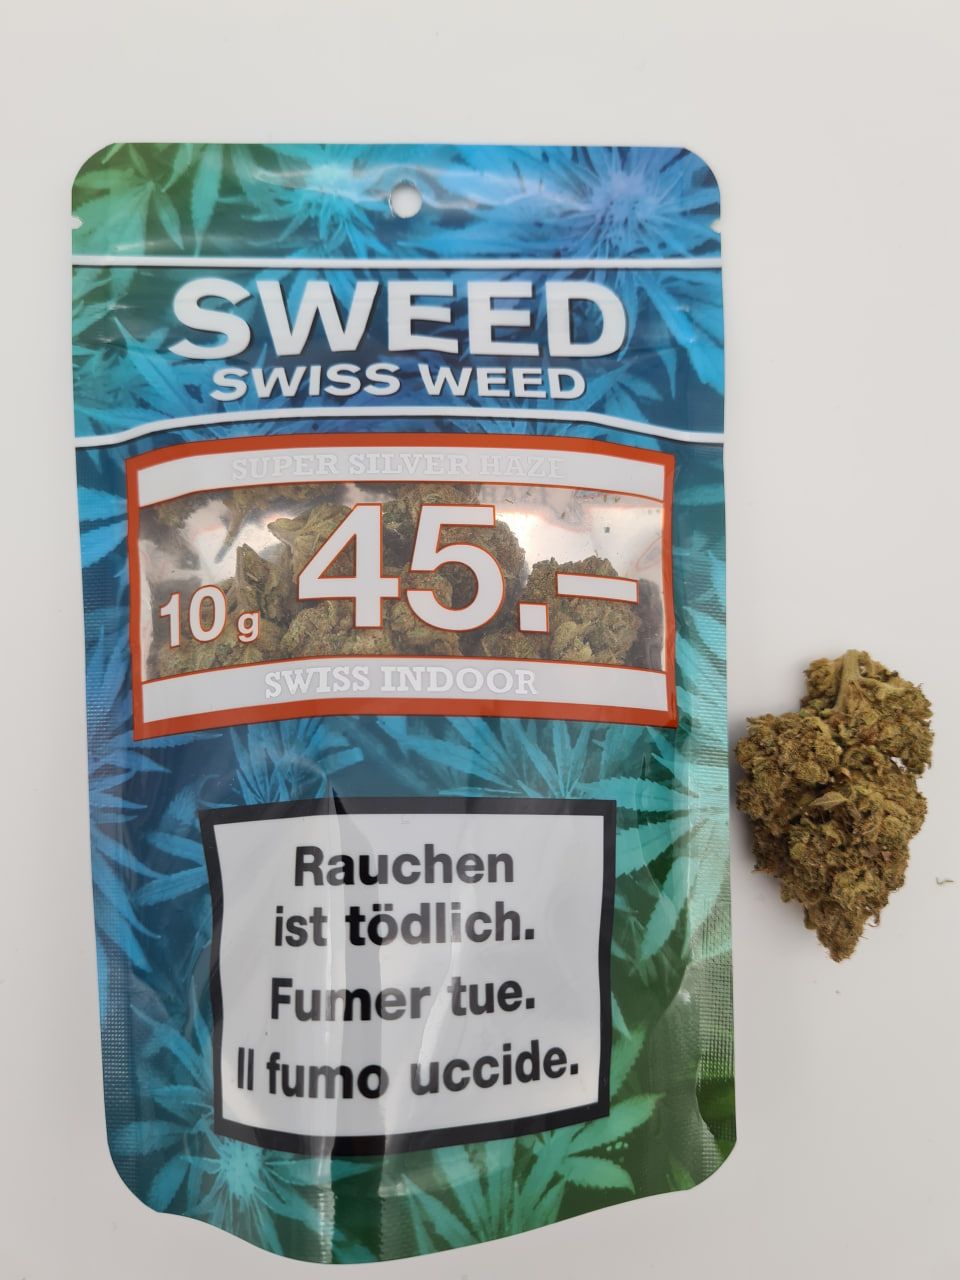 SWEED
SWISS WEED
SUPER SILVER HAZE
10g 45.–
SWISS INDOOR
Rauchen
ist tödlich.
Fumer tue.
Il fumo uccide.